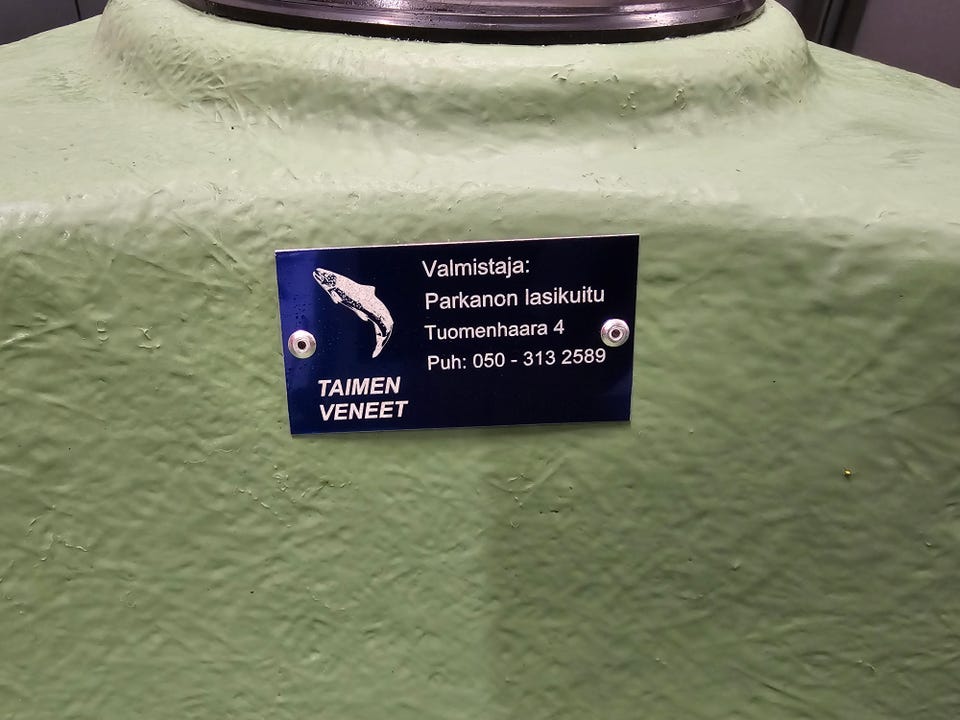 Valmistaja:
Parkanon lasikuitu
Tuomenhaara 4
Puh: 050 - 313 2589
TAIMEN
VENEET